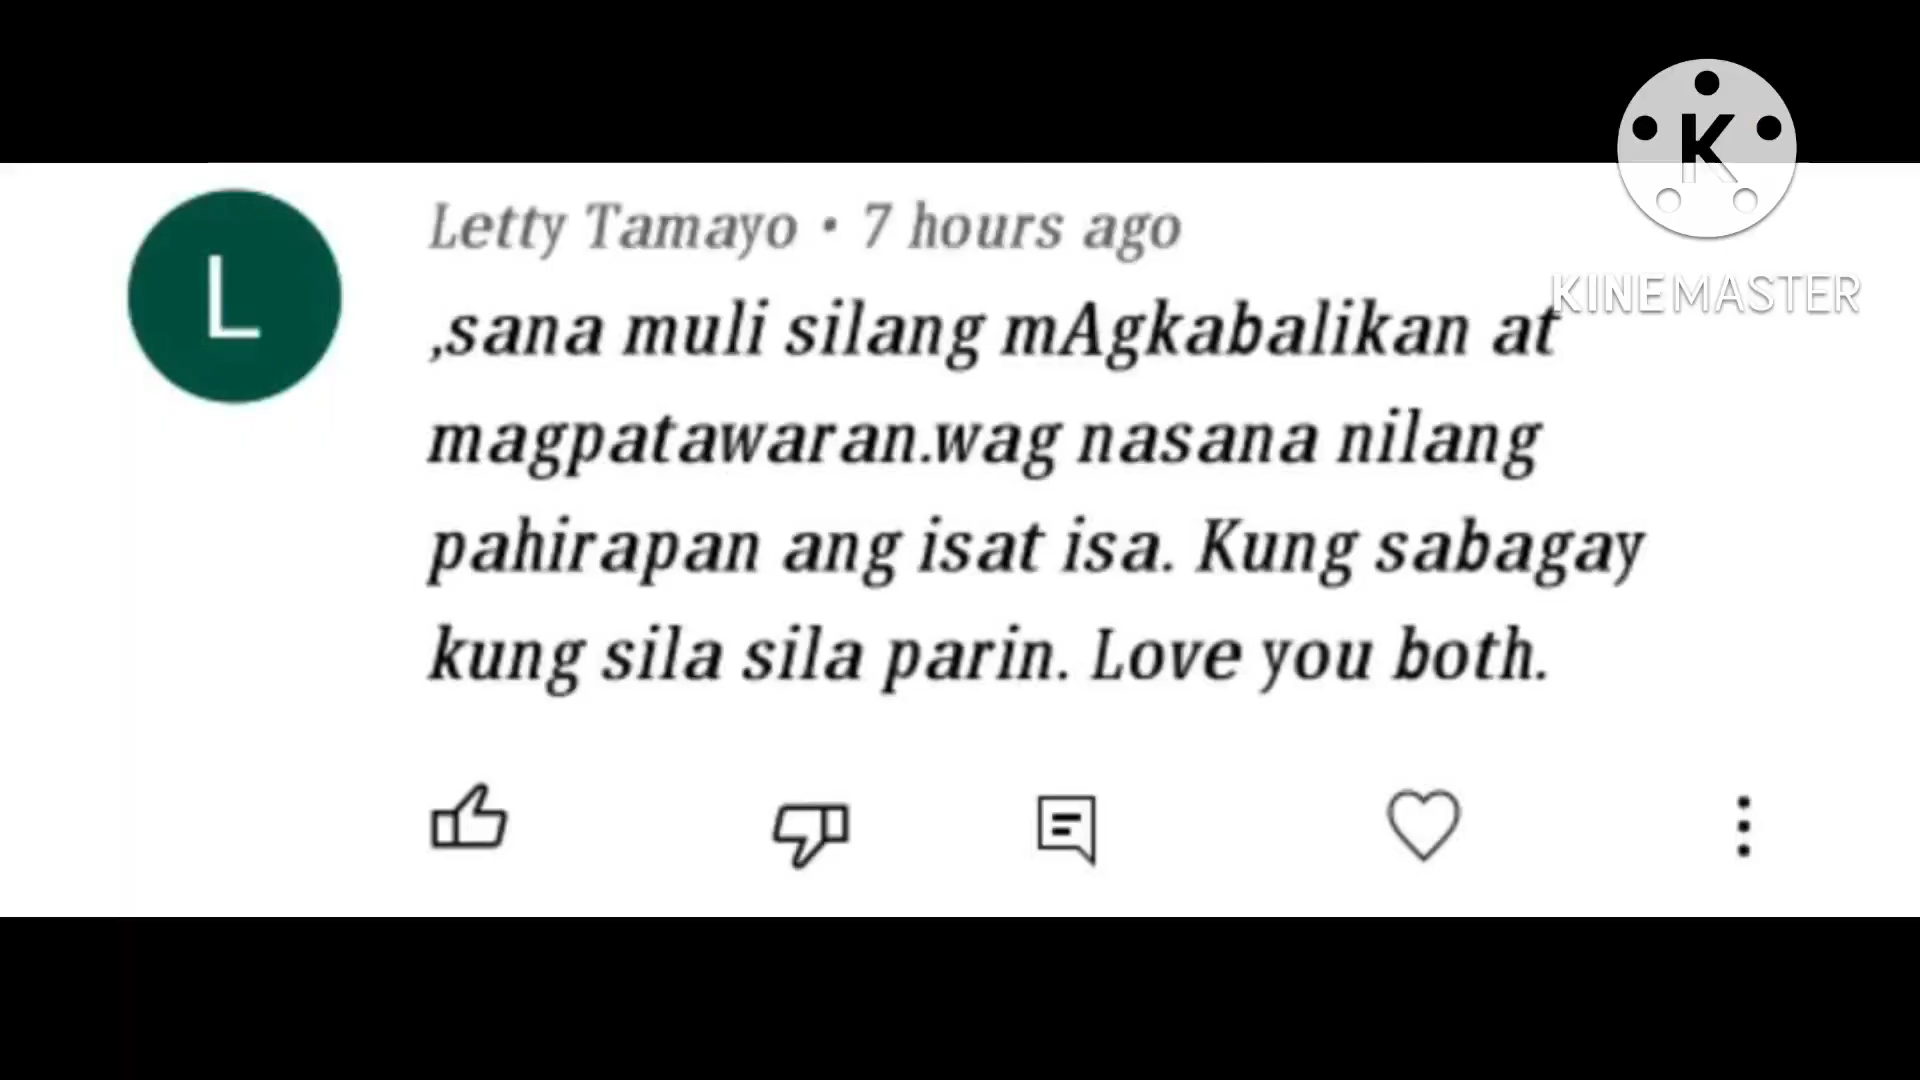 K
KINEMASTER
L
Letty Tamayo • 7 hours ago
,sana muli silang mAgkabalikan at
magpatawaran.wag nasana nilang
pahirapan ang isat isa. Kung sabagay
kung sila sila parin. Love you both.